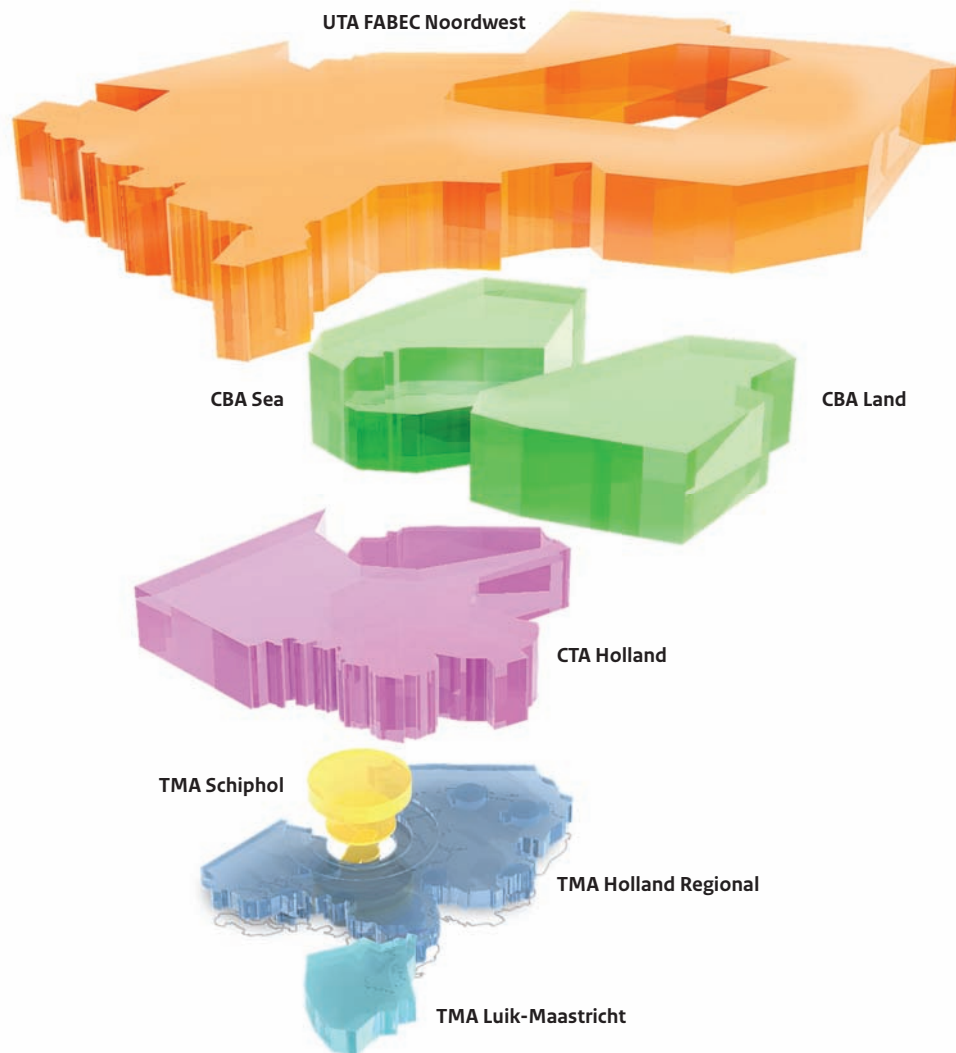 UTA FABEC Noordwest
CBA Sea
CBA Land
CTA Holland
TMA Schiphol
TMA Holland Regional
TMA Luik-Maastricht